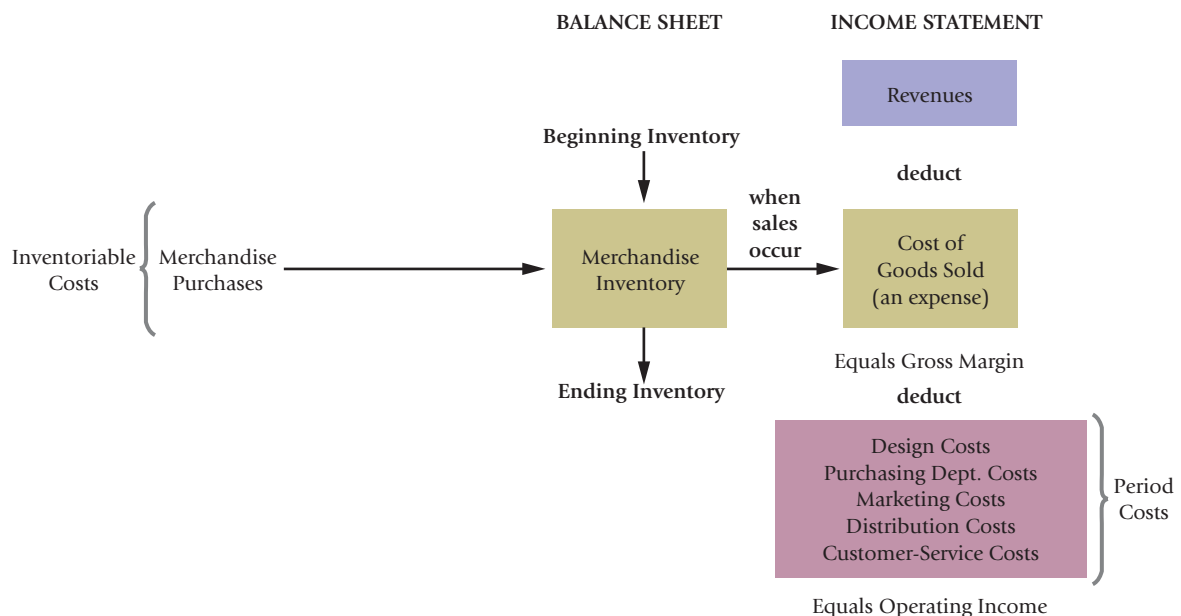 BALANCE SHEET
INCOME STATEMENT
Revenues
Beginning Inventory
deduct
when
sales
occur
Inventoriable
Costs
Merchandise
Purchases
Merchandise
Inventory
Cost of
Goods Sold
(an expense)
Equals Gross Margin
Ending Inventory
deduct
Design Costs
Purchasing Dept. Costs
Marketing Costs
Distribution Costs
Customer-Service Costs
Period
Costs
Equals Operating Income